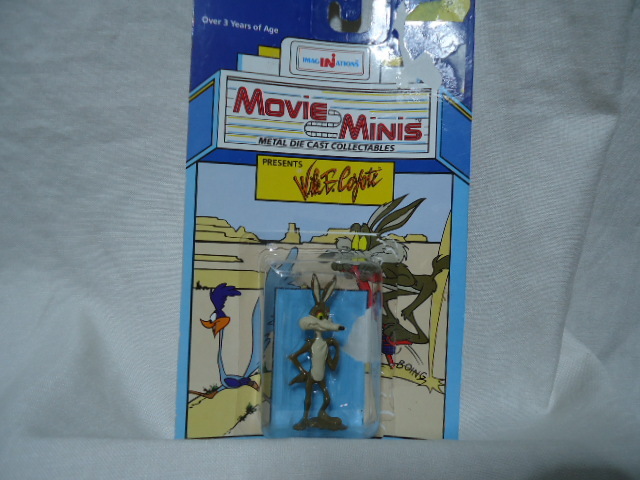 Over 3 Years of Age
IMAGINATIONS
MOVIE
MINIS
METAL DIE CAST COLLECTABLES
PRESENTS
Wile E. Coyote
BOING